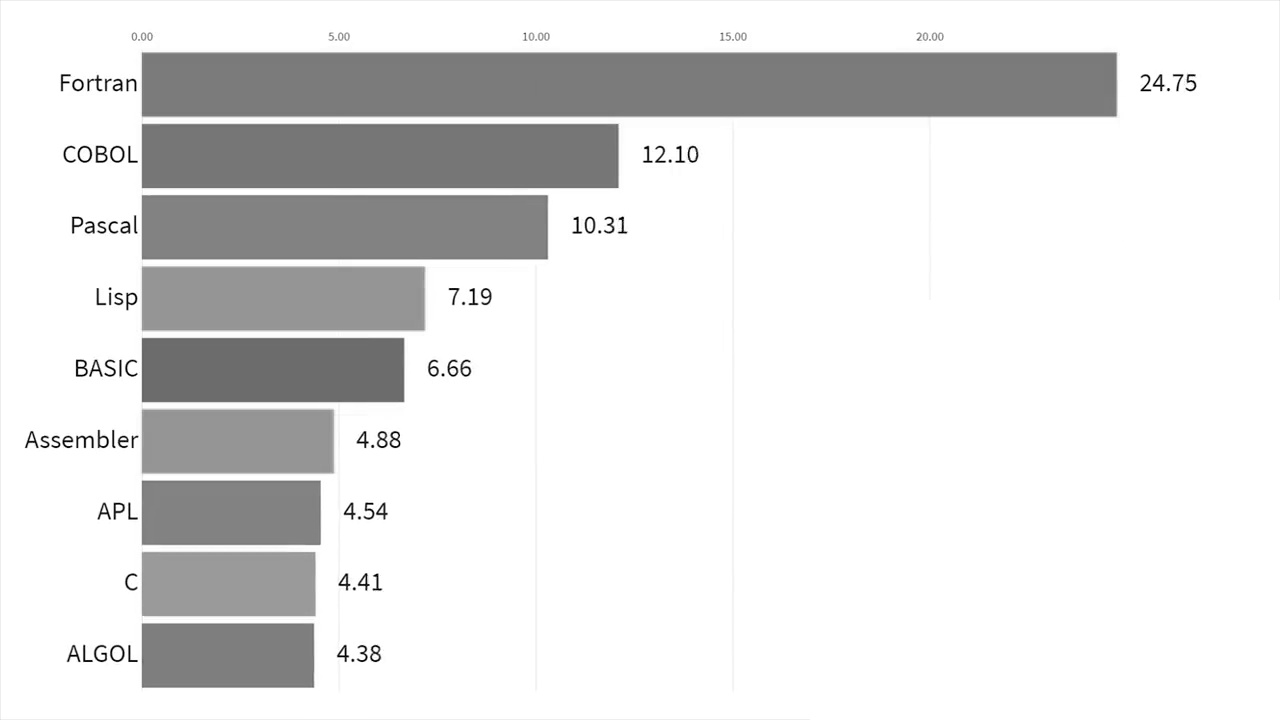 0.00 5.00 10.00 15.00 20.00
Fortran 24.75
COBOL 12.10
Pascal 10.31
Lisp 7.19
BASIC 6.66
Assembler 4.88
APL 4.54
C 4.41
ALGOL 4.38